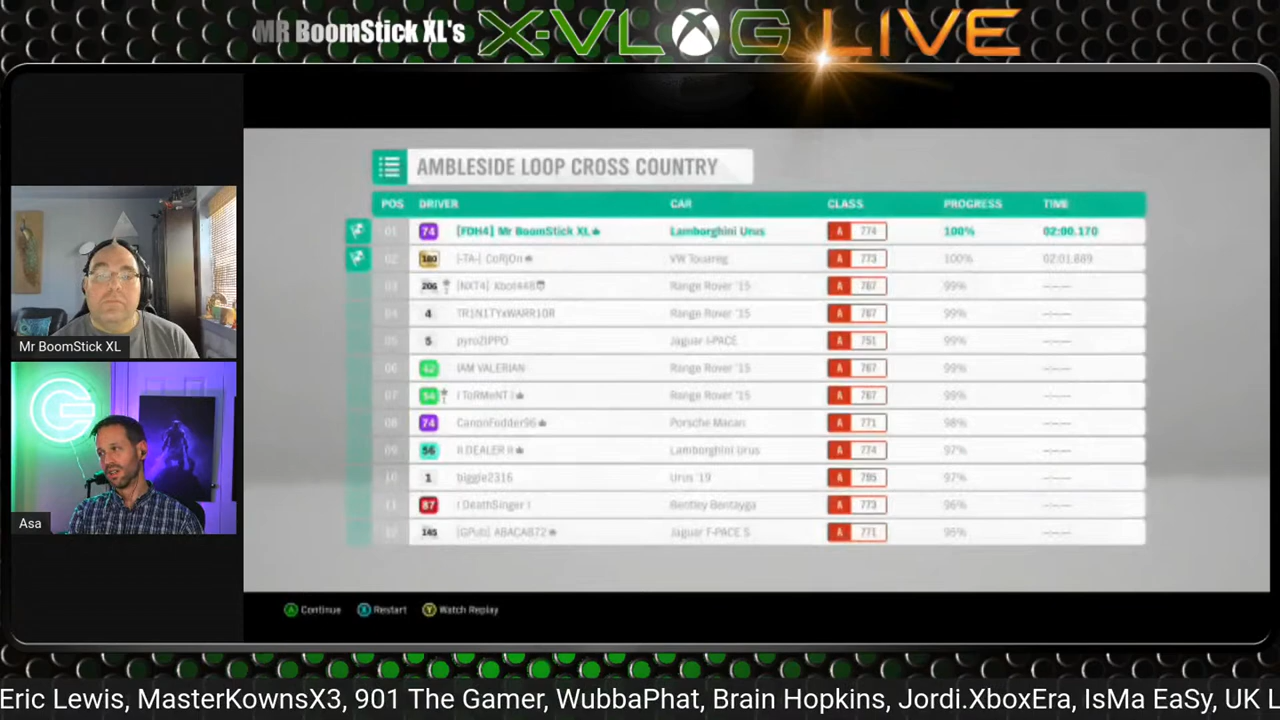 MR BoomStick XL's X-VLOG LIVE
AMBLESIDE LOOP CROSS COUNTRY
POS DRIVER CAR CLASS PROGRESS TIME
01 74 [FDH4] Mr BoomStick XL Lamborghini Urus A 774 100% 02:00.170
02 180 [-TA-] CoRjOn VW Touareg A 773 100% 02:01.889
03 206 [NXT4] Xbot448 Range Rover '15 A 767 99% --:--.---
04 4 TR1N1TYxWARR1OR Range Rover '15 A 767 99% --:--.---
05 5 pyroZIPPO Jaguar I-PACE A 751 99% --:--.---
06 42 IAM VALERIAN Range Rover '15 A 767 99% --:--.---
07 54 I ToRMeNT I Range Rover '15 A 767 99% --:--.---
08 74 CanonFodder96 Porsche Macan A 771 98% --:--.---
09 56 II DEALER II Lamborghini Urus A 774 97% --:--.---
10 1 biggie2316 Urus '19 A 785 97% --:--.---
11 87 I DeathSinger I Bentley Bentayga A 773 96% --:--.---
12 145 ABACAB72 Jaguar F-PACE S A 771 95% --:--.---
Mr BoomStick XL
Asa
A Continue X Restart Y Watch Replay
Eric Lewis, MasterKownsX3, 901 The Gamer, WubbaPhat, Brain Hopkins, Jordi.XboxEra, IsMa EaSy, UK L